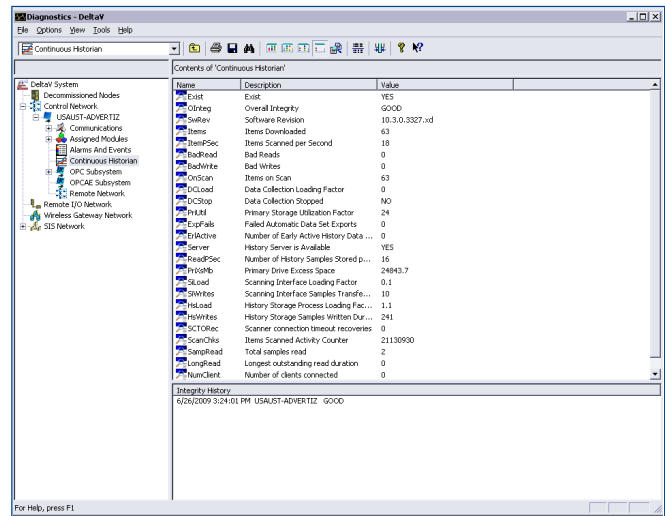 Diagnostics - DeltaV
File Options View Tools Help
Continuous Historian
Contents of 'Continuous Historian'
DeltaV System
Decommissioned Nodes
Control Network
USAUST-ADVERTIZ
Communications
Assigned Modules
Alarms And Events
Continuous Historian
OPC Subsystem
OPCAE Subsystem
Remote Network
Remote I/O Network
Wireless Gateway Network
SIS Network
Name Description Value
Exist Exist YES
OInteg Overall Integrity GOOD
SwRev Software Revision 10.3.0.3327.xd
Items Items Downloaded 63
ItemPSec Items Scanned per Second 18
BadRead Bad Reads 0
BadWrite Bad Writes 0
OnScan Items on Scan 63
DCLoad Data Collection Loading Factor 0
DCStop Data Collection Stopped NO
PriUtil Primary Storage Utilization Factor 24
ExpFails Failed Automatic Data Set Exports 0
ErlActive Number of Early Active History Data ... 0
Server History Server is Available YES
ReadPSec Number of History Samples Stored p... 16
PriXsMb Primary Drive Excess Space 24843.7
SiLoad Scanning Interface Loading Factor 0.1
SiWrites Scanning Interface Samples Transfe... 10
HsLoad History Storage Process Loading Fac... 1.1
HsWrites History Storage Samples Written Dur... 241
SCTORec Scanner connection timeout recoveries 0
ScanChks Items Scanned Activity Counter 21130930
SampRead Total samples read 2
LongRead Longest outstanding read duration 0
NumClient Number of clients connected 0
Integrity History
6/26/2009 3:24:01 PM USAUST-ADVERTIZ GOOD
For Help, press F1